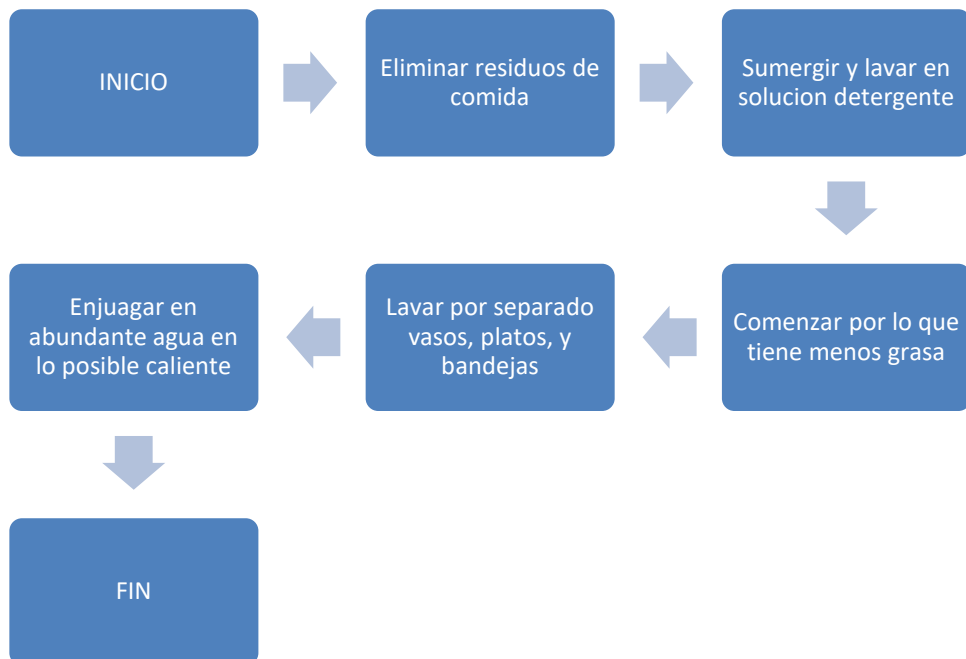 INICIO
Eliminar residuos de
comida
Sumergir y lavar en
solucion detergente
Comenzar por lo que
tiene menos grasa
Lavar por separado
vasos, platos, y
bandejas
Enjuagar en
abundante agua en
lo posible caliente
FIN